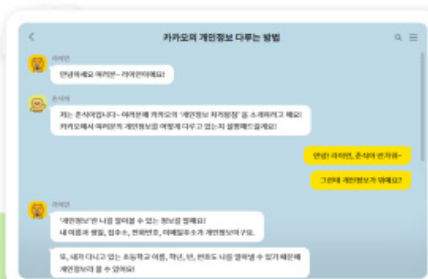 카카오의 개인정보 다루는 방법
라이언
안녕하세요 여러분~ 라이언이에요!
춘식이
저는 춘식이입니다~ 여러분께 카카오의 '개인정보 처리방침' 을 소개하려고 해요!
카카오에서 여러분의 개인정보를 어떻게 다루고 있는지 설명해드릴게요!
안녕! 라이언, 춘식이 반가워~
그런데 개인정보가 뭐예요?
라이언
'개인정보'란 나를 알아볼 수 있는 정보를 말해요!
내 이름과 생일, 집주소, 전화번호, 이메일주소가 개인정보이구요.
또, 내가 다니고 있는 초등학교 이름, 학년, 반, 번호도 나를 알아낼 수 있기 때문에
개인정보라 볼 수 있어요!